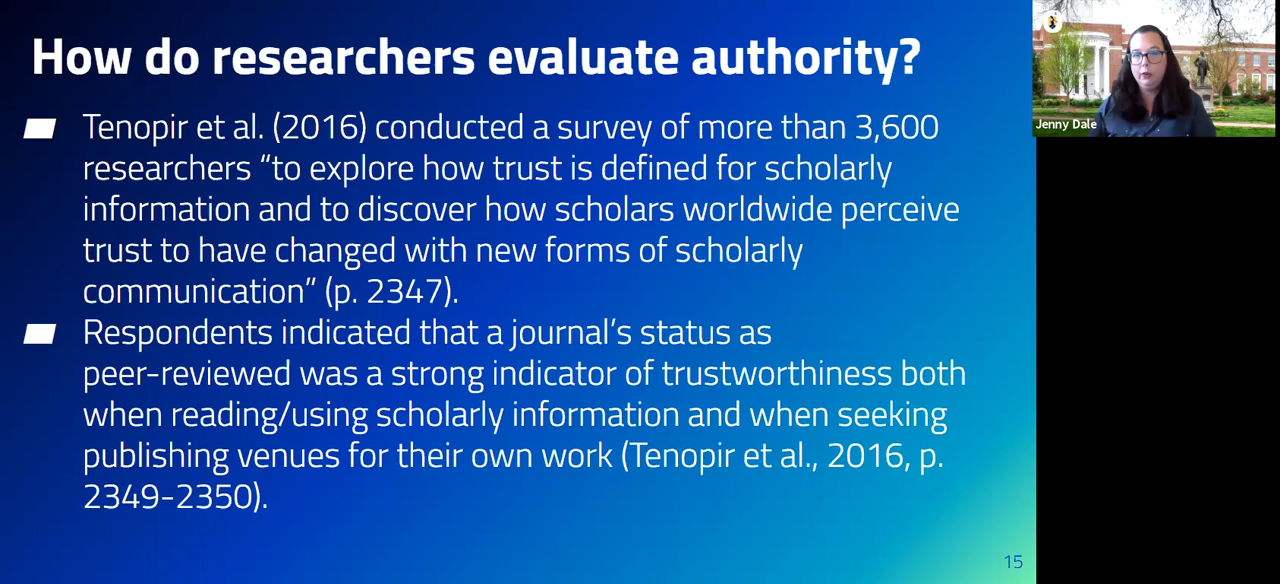 How do researchers evaluate authority?
Tenopir et al. (2016) conducted a survey of more than 3,600
researchers “to explore how trust is defined for scholarly
information and to discover how scholars worldwide perceive
trust to have changed with new forms of scholarly
communication” (p. 2347).
Respondents indicated that a journal’s status as
peer-reviewed was a strong indicator of trustworthiness both
when reading/using scholarly information and when seeking
publishing venues for their own work (Tenopir et al., 2016, p.
2349-2350).
15
Jenny Dale